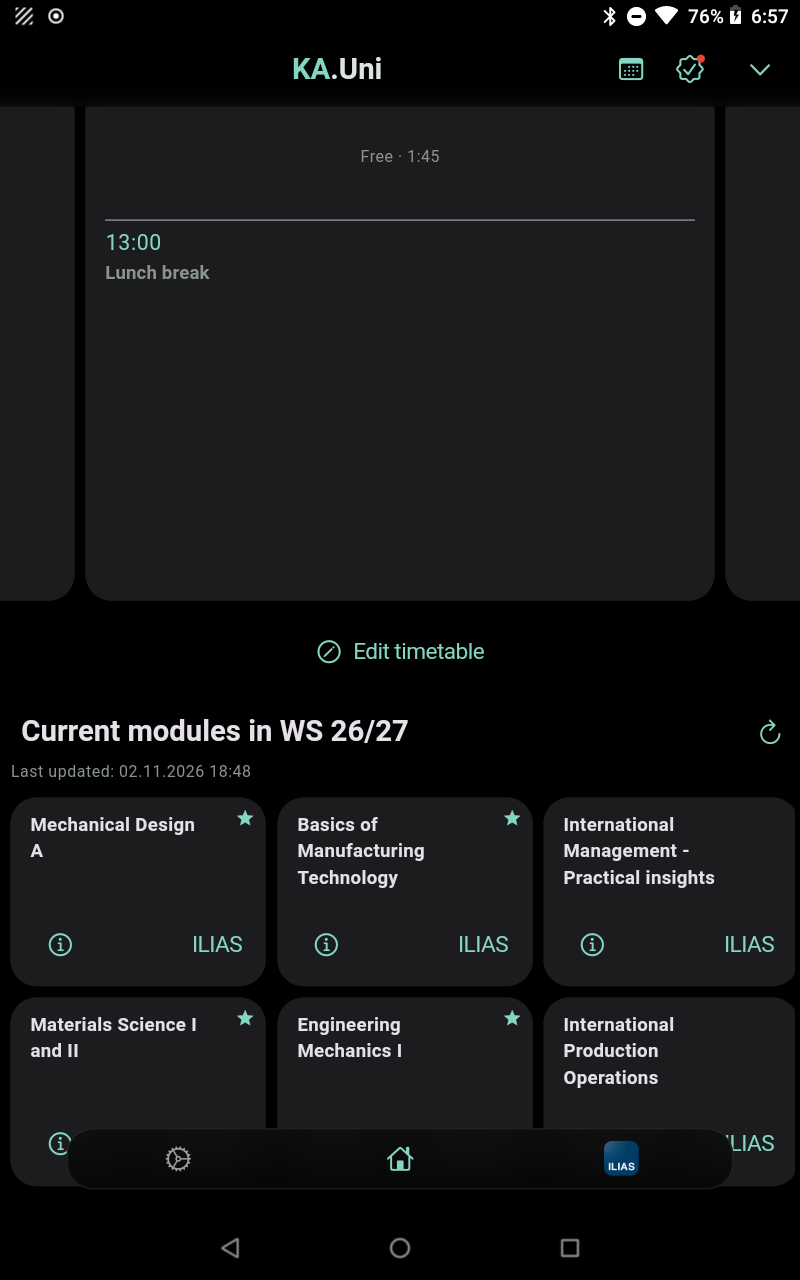 76% 6:57
KA.Uni
Free · 1:45
13:00
Lunch break
Edit timetable
Current modules in WS 26/27
Last updated: 02.11.2026 18:48
Mechanical Design
A
ILIAS
Basics of
Manufacturing
Technology
ILIAS
International
Management -
Practical insights
ILIAS
Materials Science I
and II
Engineering
Mechanics I
International
Production
Operations
ILIAS
ILIAS